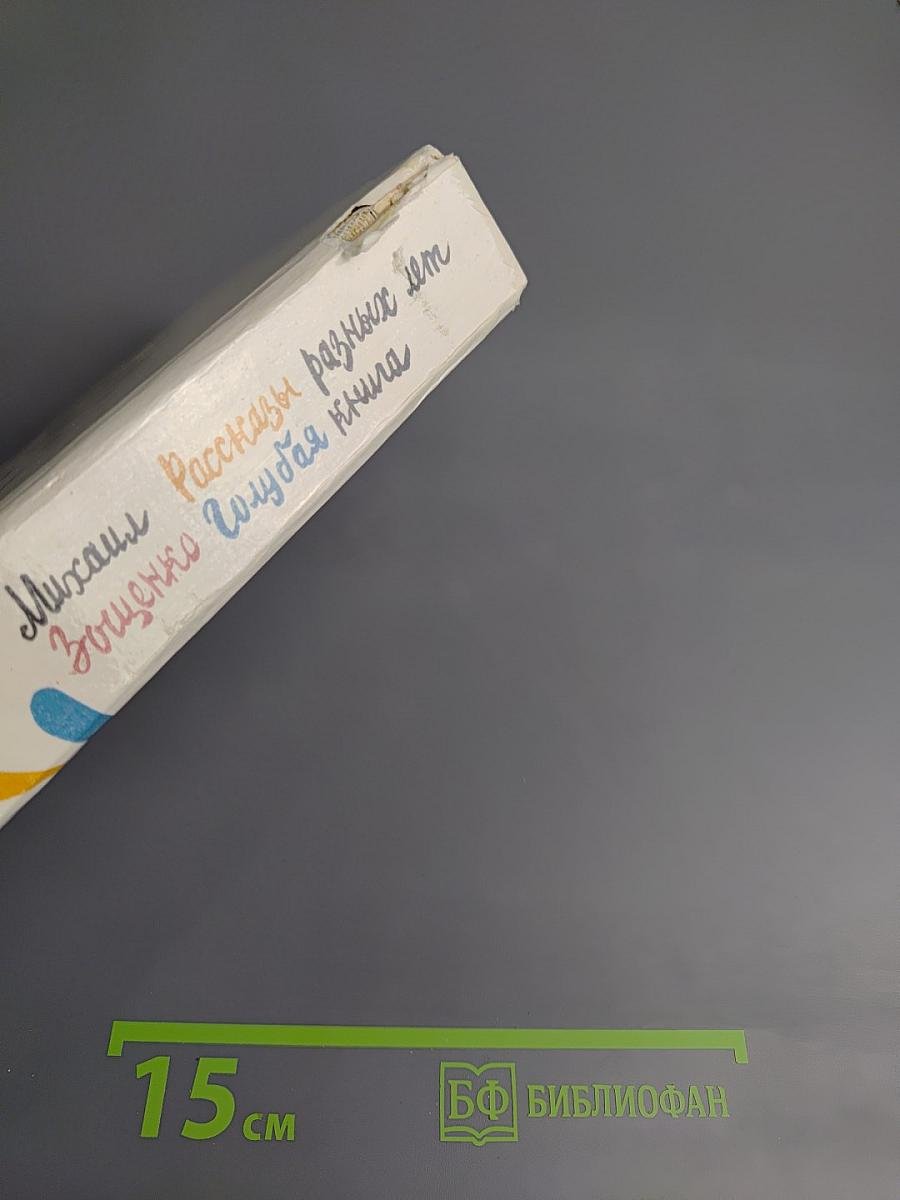 Михаил Рассказы разных лет
Зощенко Голубая книга
15 см
БФ БИБЛИОФАН